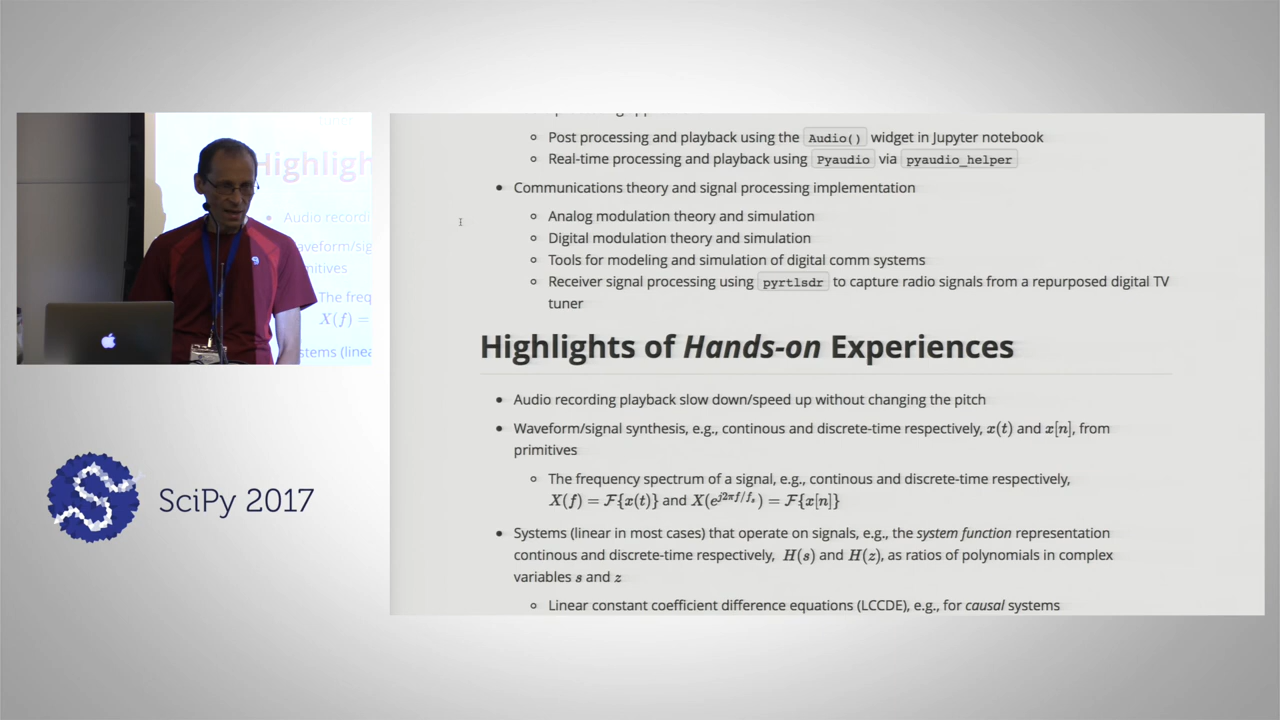 Post processing and playback using the Audio() widget in Jupyter notebook
Real-time processing and playback using Pyaudio via pyaudio_helper
Communications theory and signal processing implementation
Analog modulation theory and simulation
Digital modulation theory and simulation
Tools for modeling and simulation of digital comm systems
Receiver signal processing using pyrtlsdr to capture radio signals from a repurposed digital TV
tuner
Highlights of Hands-on Experiences
Audio recording playback slow down/speed up without changing the pitch
Waveform/signal synthesis, e.g., continous and discrete-time respectively, x(t) and x[n], from
primitives
The frequency spectrum of a signal, e.g., continous and discrete-time respectively,
X(f) = ℱ{x(t)} and X(e^{j2πf/f_s}) = ℱ{x[n]}
Systems (linear in most cases) that operate on signals, e.g., the system function representation
continous and discrete-time respectively, H(s) and H(z), as ratios of polynomials in complex
variables s and z
Linear constant coefficient difference equations (LCCDE), e.g., for causal systems
Highligh
Audio recordi
aveform/sig
mitives
The freq
X(f) =
stems (linea
SciPy 2017